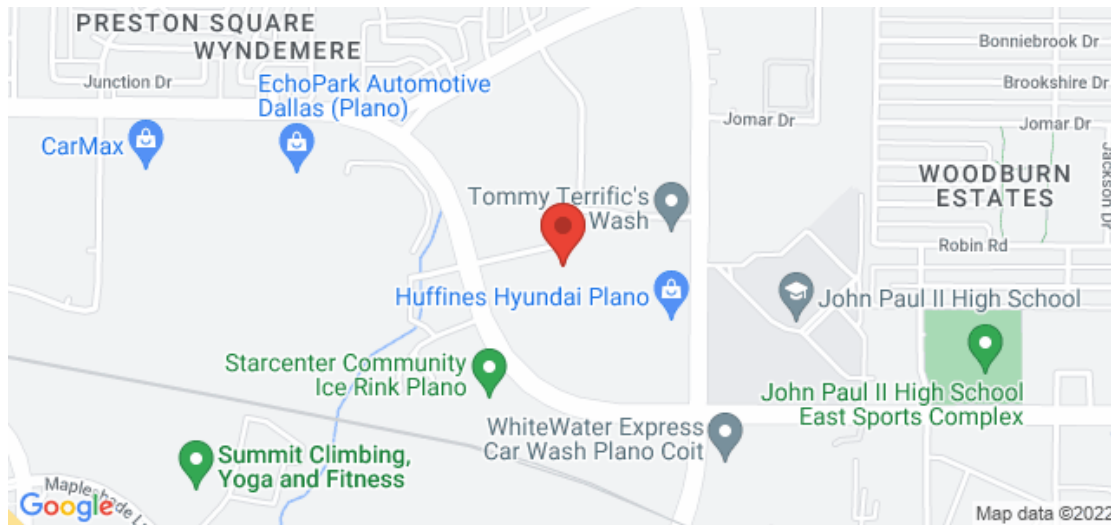 PRESTON SQUARE
WYNDEMERE
Bonniebrook Dr
Junction Dr
EchoPark Automotive
Dallas (Plano)
Brookshire Dr
Jomar Dr
Jomar Dr
CarMax
Jackson Dr
WOODBURN
ESTATES
Tommy Terrific's
Wash
Robin Rd
Huffines Hyundai Plano
John Paul II High School
Starcenter Community
Ice Rink Plano
John Paul II High School
East Sports Complex
WhiteWater Express
Car Wash Plano Coit
Summit Climbing,
Yoga and Fitness
Google
Map data ©2022